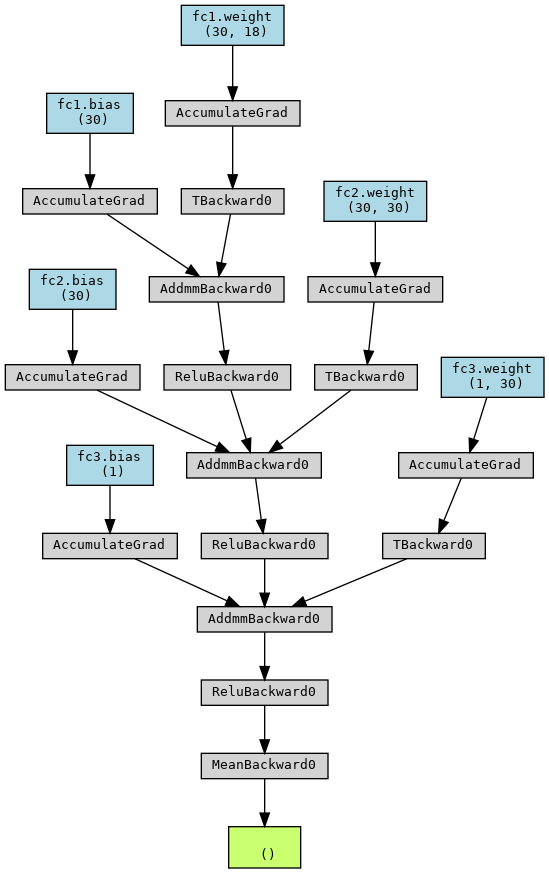 fc1.weight
(30, 18)
fc1.bias
(30)
AccumulateGrad
AccumulateGrad
TBackward0
fc2.weight
(30, 30)
fc2.bias
(30)
AddmmBackward0
AccumulateGrad
AccumulateGrad
ReluBackward0
TBackward0
fc3.weight
(1, 30)
fc3.bias
(1)
AddmmBackward0
AccumulateGrad
AccumulateGrad
ReluBackward0
TBackward0
AddmmBackward0
ReluBackward0
MeanBackward0
()